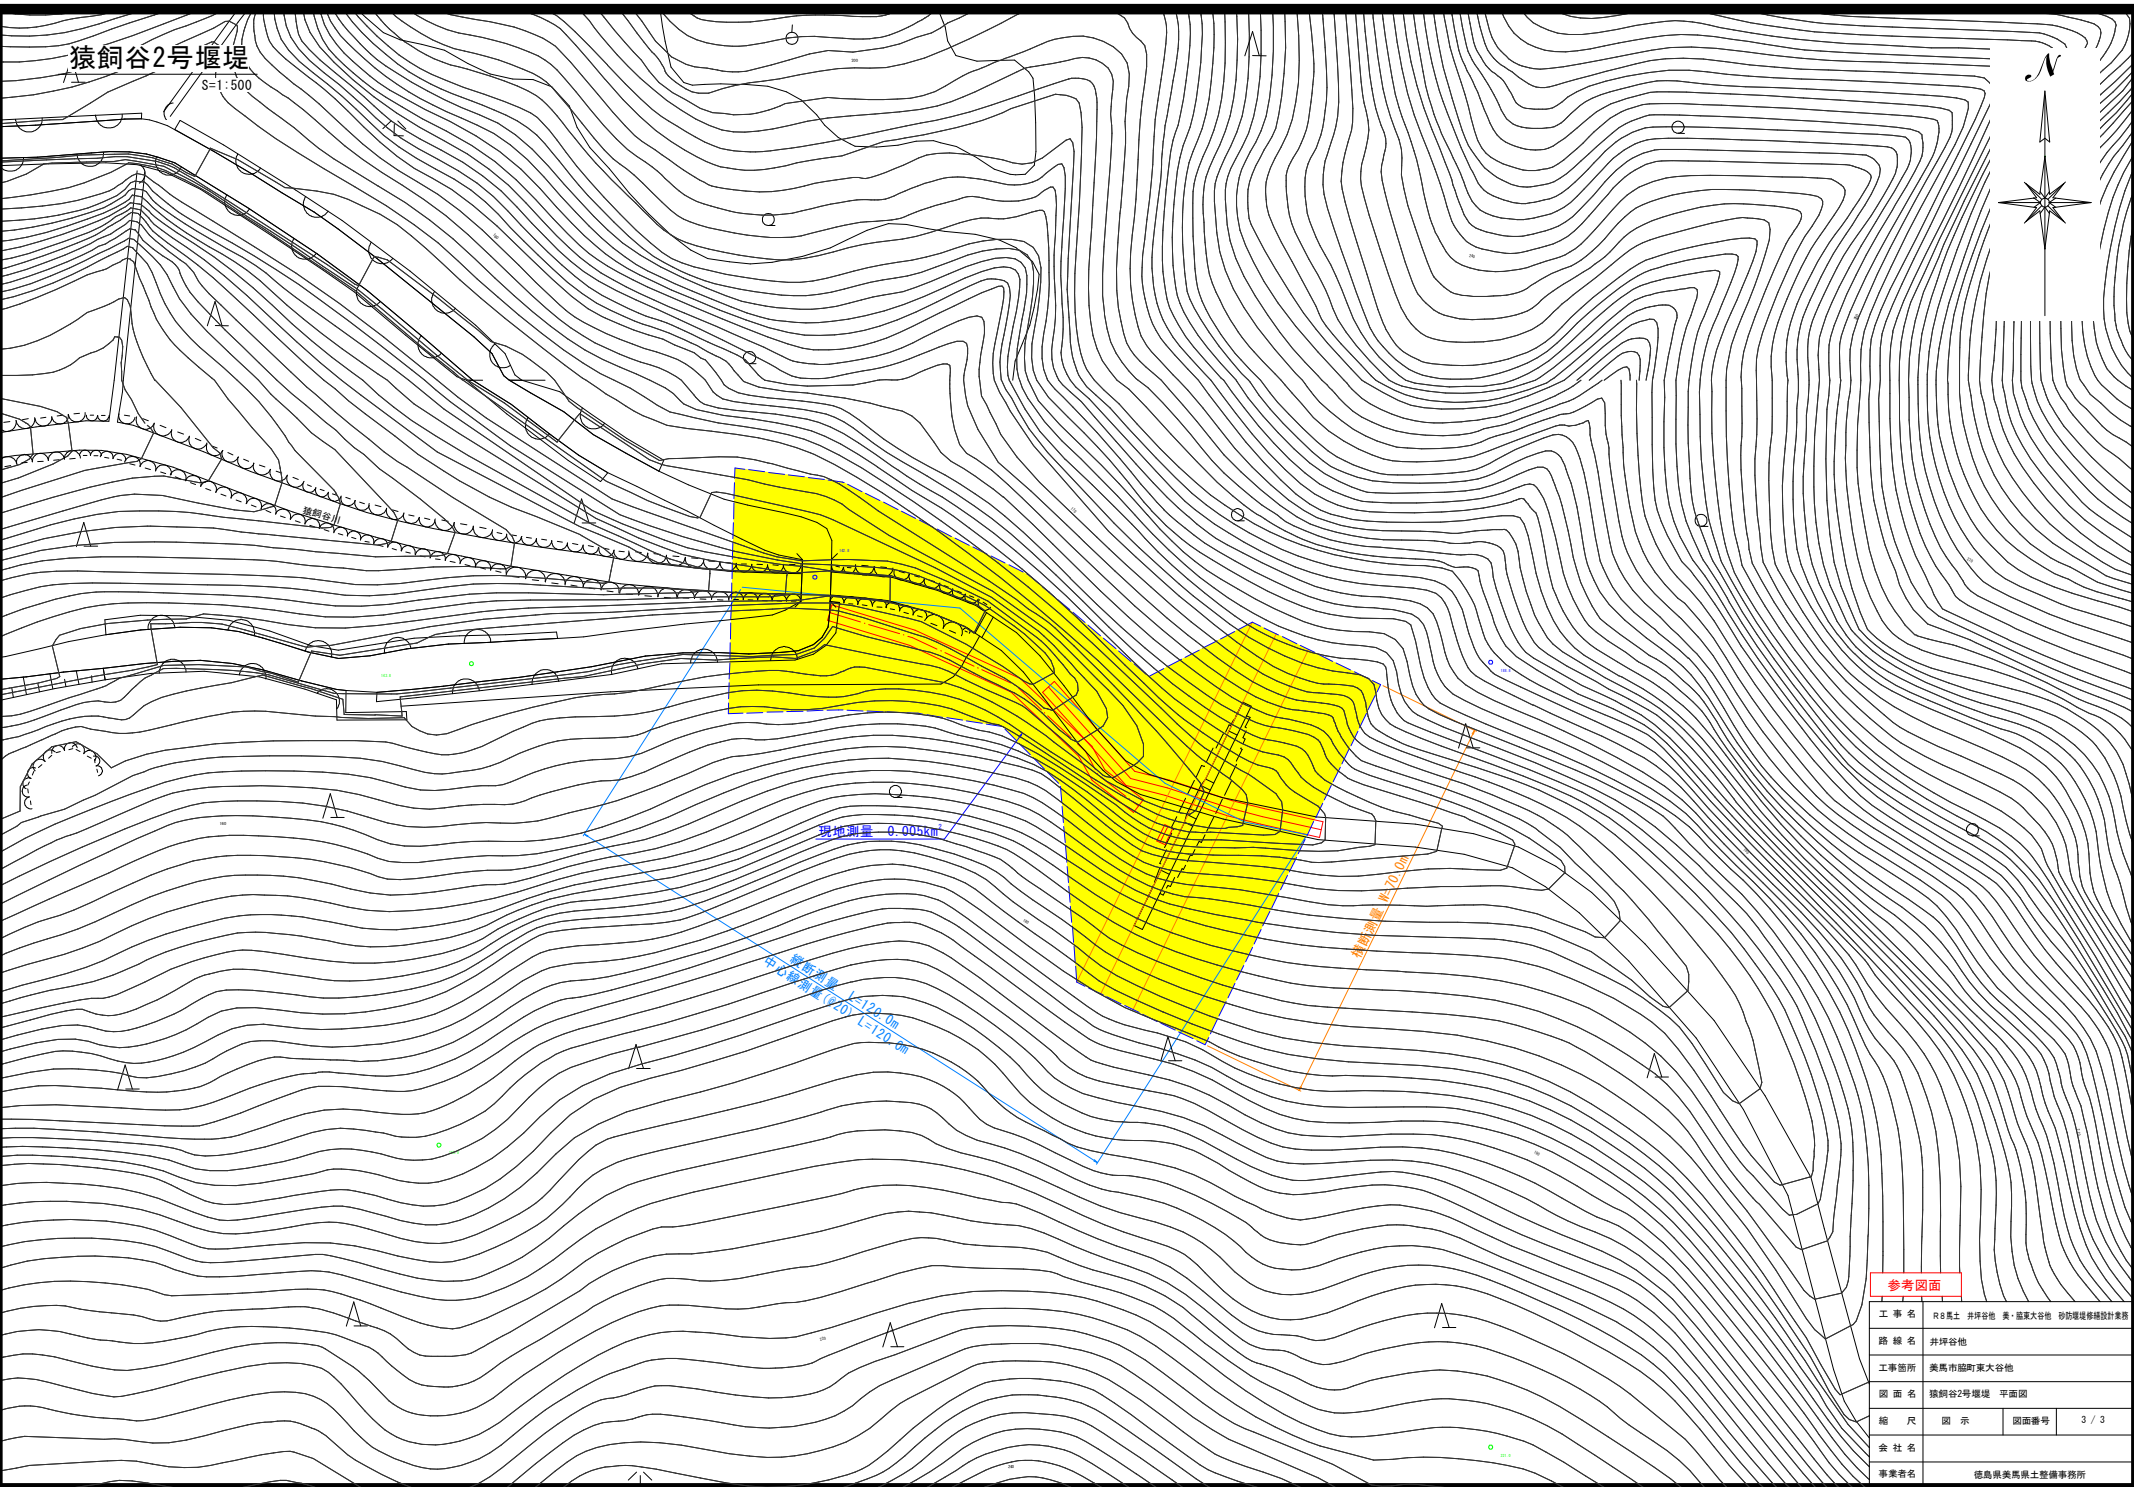 猿飼谷2号堰堤
S=1:500
N
猿飼谷川
現地測量 0.005km²
縦断測量 L=120.0m
中心線測量(@20) L=120.0m
横断測量 W=70.0m
参考図面
工事名 R8馬土 井坪谷他 美・脇東大谷他 砂防堰堤修繕設計業務
路線名 井坪谷他
工事箇所 美馬市脇町東大谷他
図面名 猿飼谷2号堰堤 平面図
縮尺 図示 図面番号 3 / 3
会社名
事業者名 徳島県美馬県土整備事務所